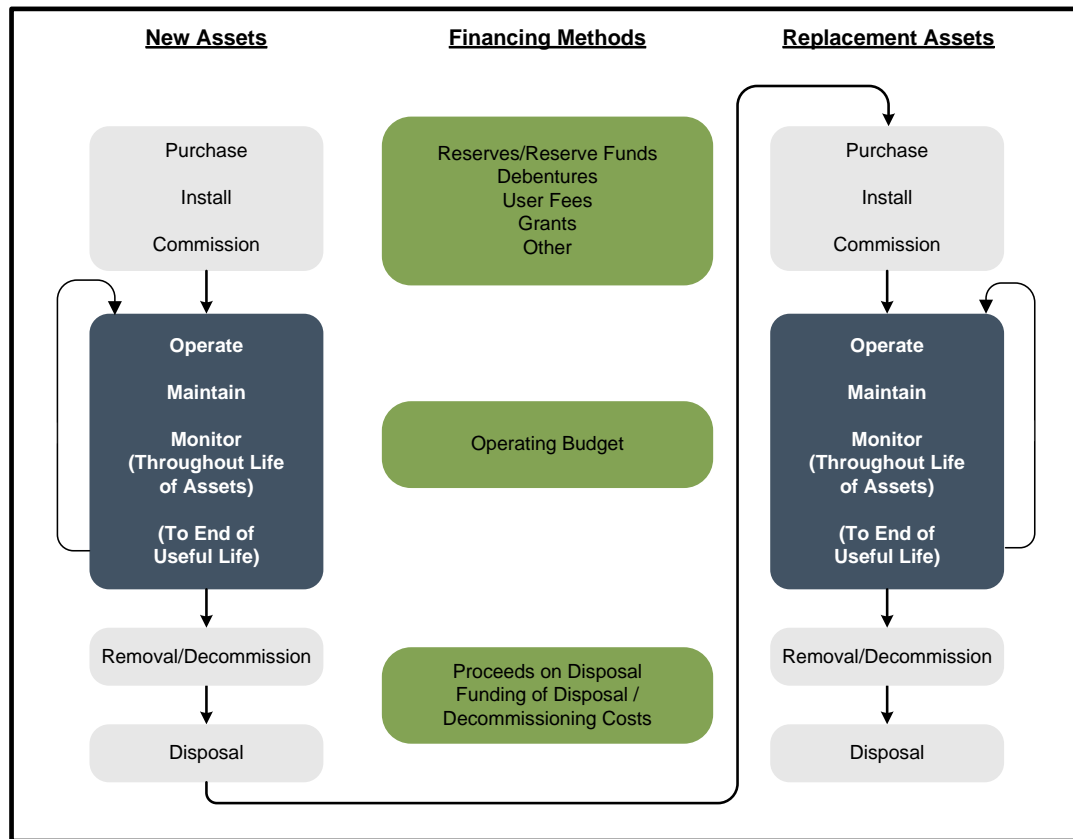 New Assets
Financing Methods
Replacement Assets
Purchase
Install
Commission
Operate
Maintain
Monitor
(Throughout Life
of Assets)
(To End of
Useful Life)
Removal/Decommission
Disposal
Reserves/Reserve Funds
Debentures
User Fees
Grants
Other
Operating Budget
Proceeds on Disposal
Funding of Disposal /
Decommissioning Costs
Purchase
Install
Commission
Operate
Maintain
Monitor
(Throughout Life
of Assets)
(To End of
Useful Life)
Removal/Decommission
Disposal